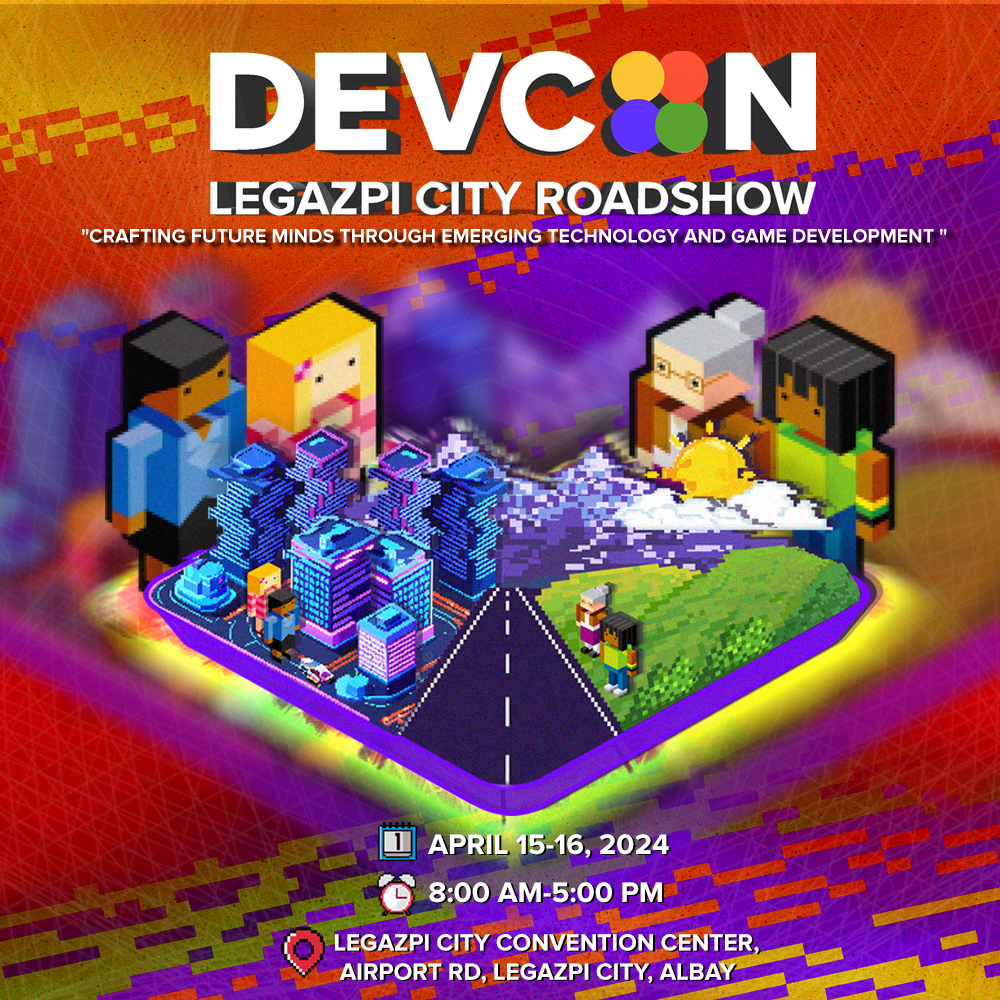 DEVCON
LEGAZPI CITY ROADSHOW
"CRAFTING FUTURE MINDS THROUGH EMERGING TECHNOLOGY AND GAME DEVELOPMENT "
1
APRIL 15-16, 2024
8:00 AM-5:00 PM
LEGAZPI CITY CONVENTION CENTER,
AIRPORT RD, LEGAZPI CITY, ALBAY